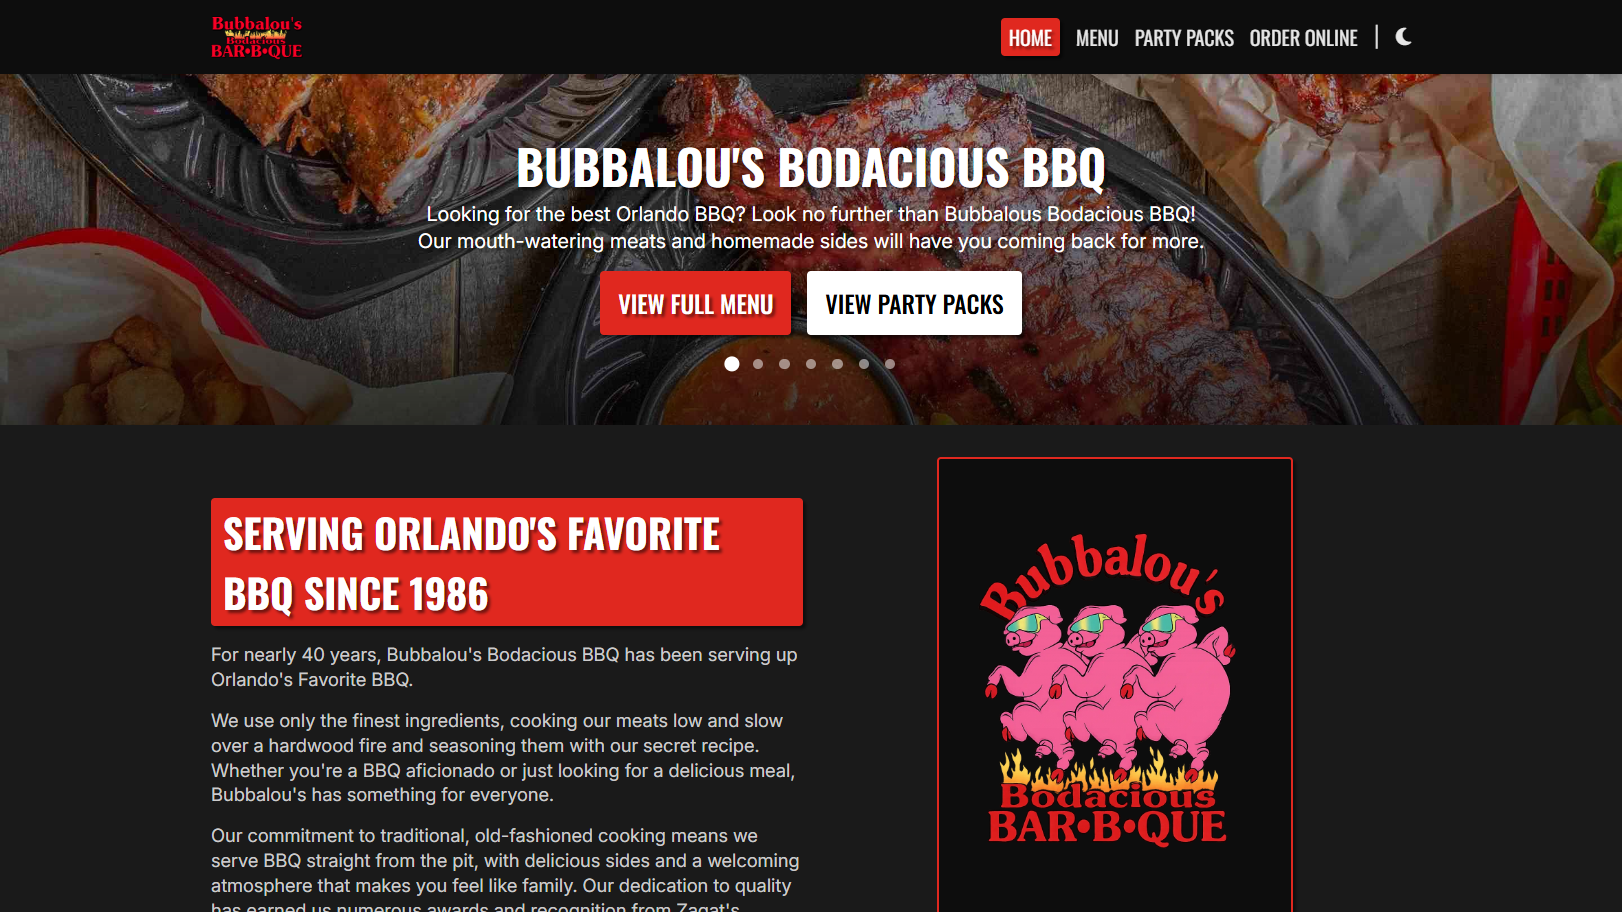 Bubbalou's
Bodacious
BAR•B•QUE
HOME
MENU
PARTY PACKS
ORDER ONLINE
BUBBALOU'S BODACIOUS BBQ
Looking for the best Orlando BBQ? Look no further than Bubbalous Bodacious BBQ!
Our mouth-watering meats and homemade sides will have you coming back for more.
VIEW FULL MENU
VIEW PARTY PACKS
SERVING ORLANDO'S FAVORITE
BBQ SINCE 1986
For nearly 40 years, Bubbalou's Bodacious BBQ has been serving up
Orlando's Favorite BBQ.
We use only the finest ingredients, cooking our meats low and slow
over a hardwood fire and seasoning them with our secret recipe.
Whether you're a BBQ aficionado or just looking for a delicious meal,
Bubbalou's has something for everyone.
Our commitment to traditional, old-fashioned cooking means we
serve BBQ straight from the pit, with delicious sides and a welcoming
atmosphere that makes you feel like family. Our dedication to quality
has earned us numerous awards and recognition from Zagat's
Bubbalou's
Bodacious
BAR•B•QUE